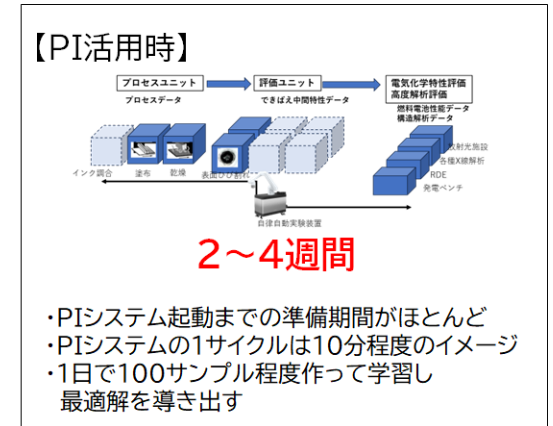 【PI活用時】
プロセスユニット
評価ユニット
電気化学特性評価
高度解析評価
プロセスデータ
できばえ中間特性データ
燃料電池性能データ
構造解析データ
放射光施設
各種X線解析
RDE
発電ベンチ
インク調合
塗布
乾燥
表面ひび割れ
自律自動実験装置
2～4週間
・PIシステム起動までの準備期間がほとんど
・PIシステムの1サイクルは10分程度のイメージ
・1日で100サンプル程度作って学習し
最適解を導き出す